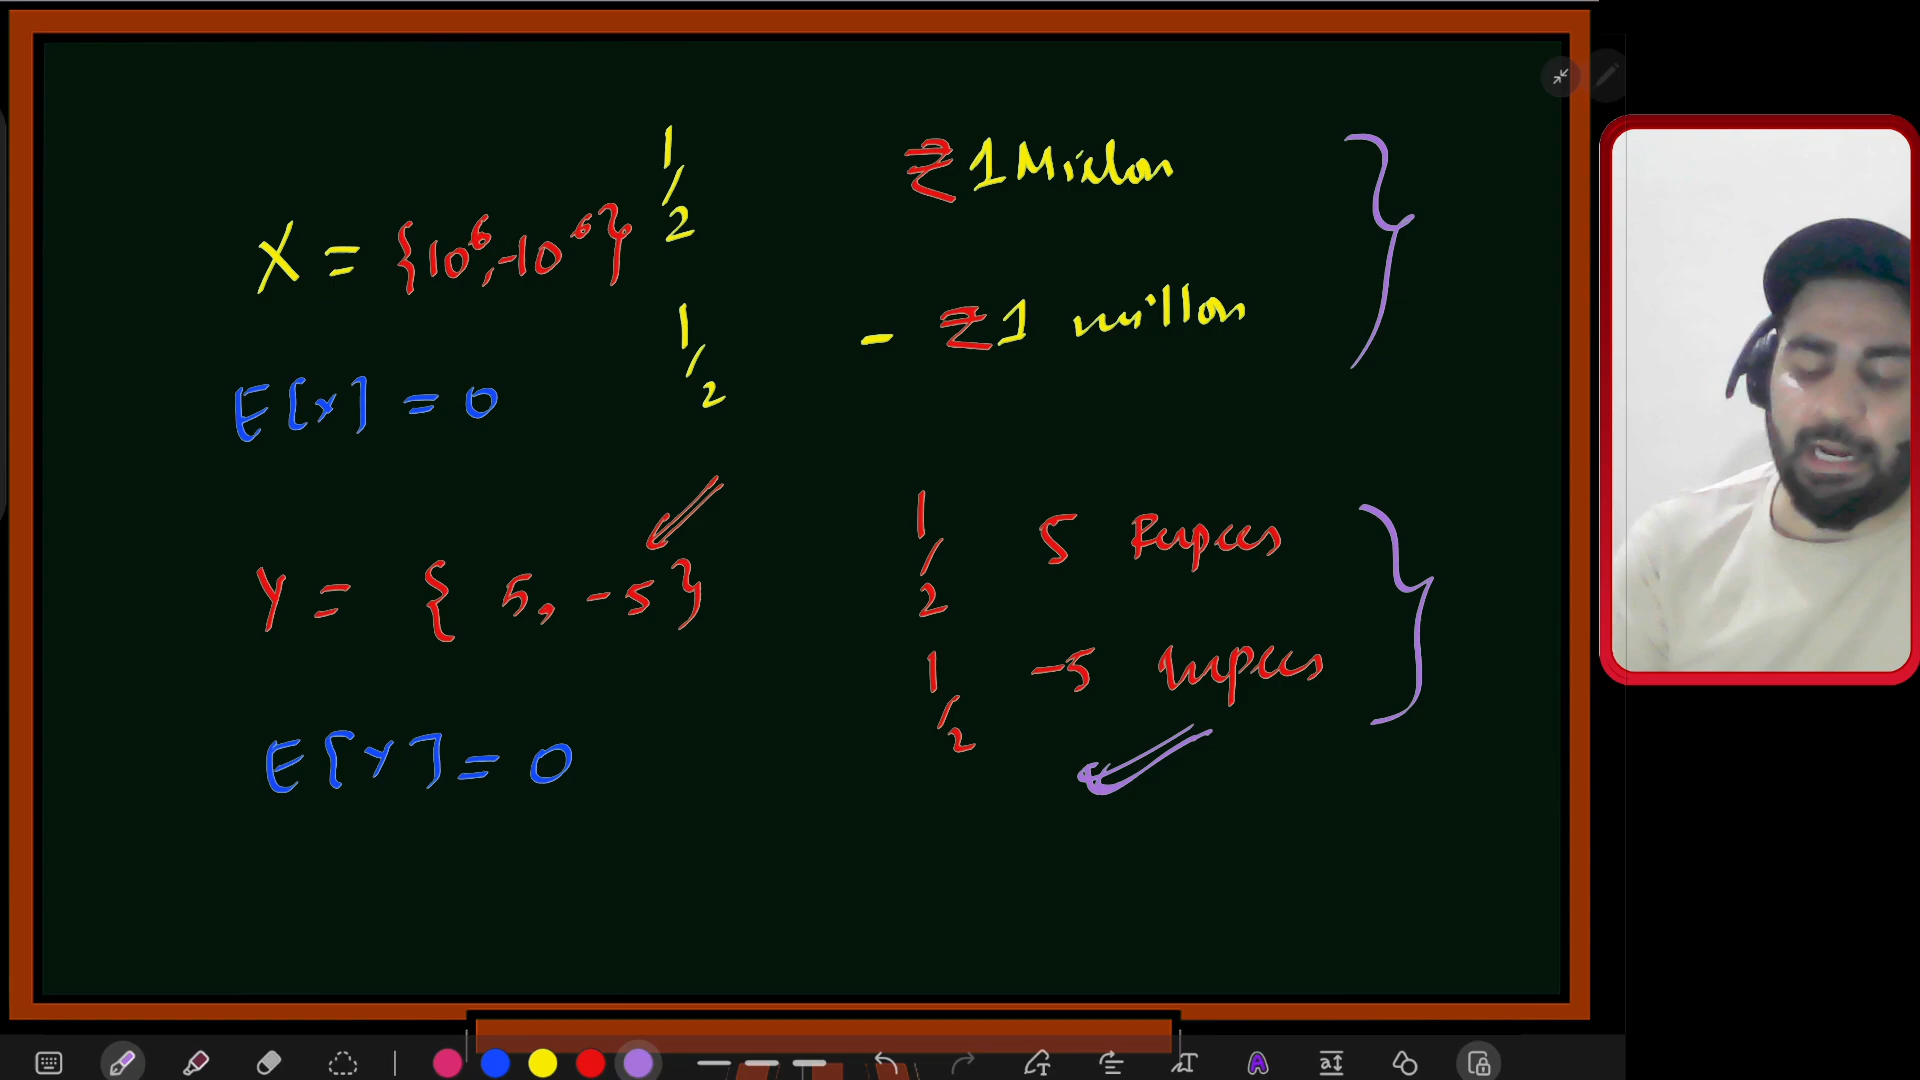 1/2 ₹1 Million
X = {10⁶, -10⁶}
1/2 - ₹1 millon
E[x] = 0
1/2 5 Rupees
Y = { 5, -5}
1/2 -5 rupees
E[Y] = 0